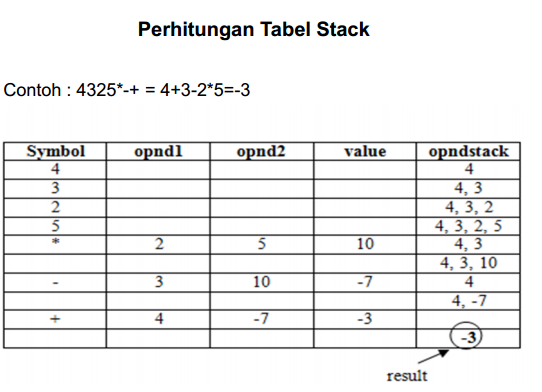 Perhitungan Tabel Stack
Contoh : 4325*-+ = 4+3-2*5=-3
Symbol opnd1 opnd2 value opndstack
4 4
3 4, 3
2 4, 3, 2
5 4, 3, 2, 5
* 2 5 10 4, 3
4, 3, 10
- 3 10 -7 4
4, -7
+ 4 -7 -3
-3
result